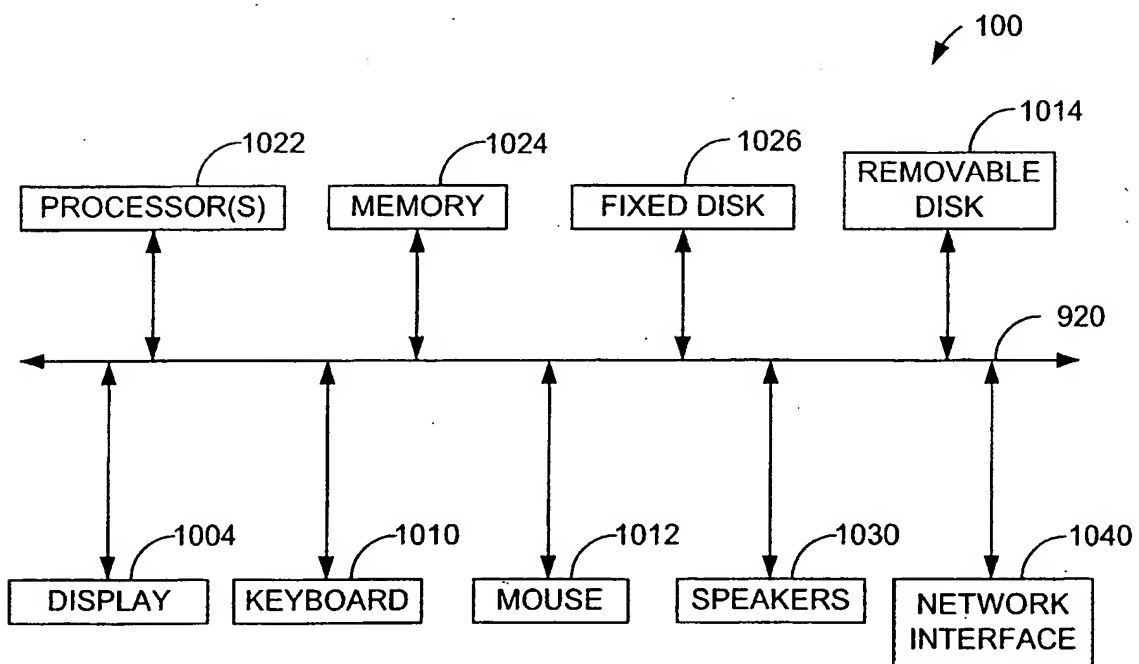 100
1022
1024
1026
1014
PROCESSOR(S)
MEMORY
FIXED DISK
REMOVABLE
DISK
920
1004
1010
1012
1030
1040
DISPLAY
KEYBOARD
MOUSE
SPEAKERS
NETWORK
INTERFACE